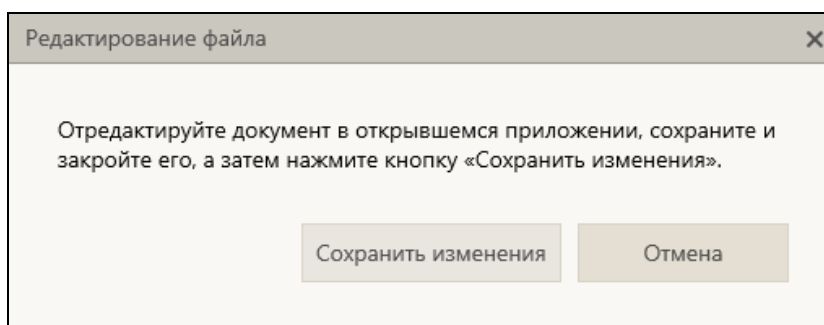 Редактирование файла
Отредактируйте документ в открывшемся приложении, сохраните и
закройте его, а затем нажмите кнопку «Сохранить изменения».
Сохранить изменения
Отмена